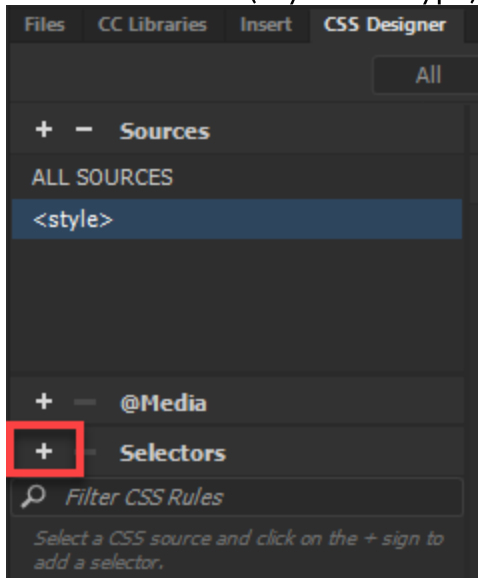 Files CC Libraries Insert CSS Designer
All
+ − Sources
ALL SOURCES
<style>
+ − @Media
+ − Selectors
Filter CSS Rules
Select a CSS source and click on the + sign to
add a selector.